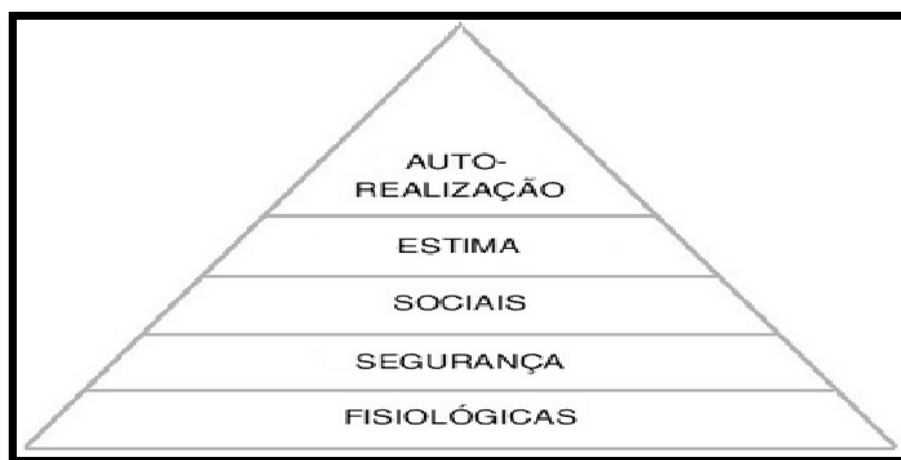 AUTO-
REALIZAÇÃO
ESTIMA
SOCIAIS
SEGURANÇA
FISIOLÓGICAS